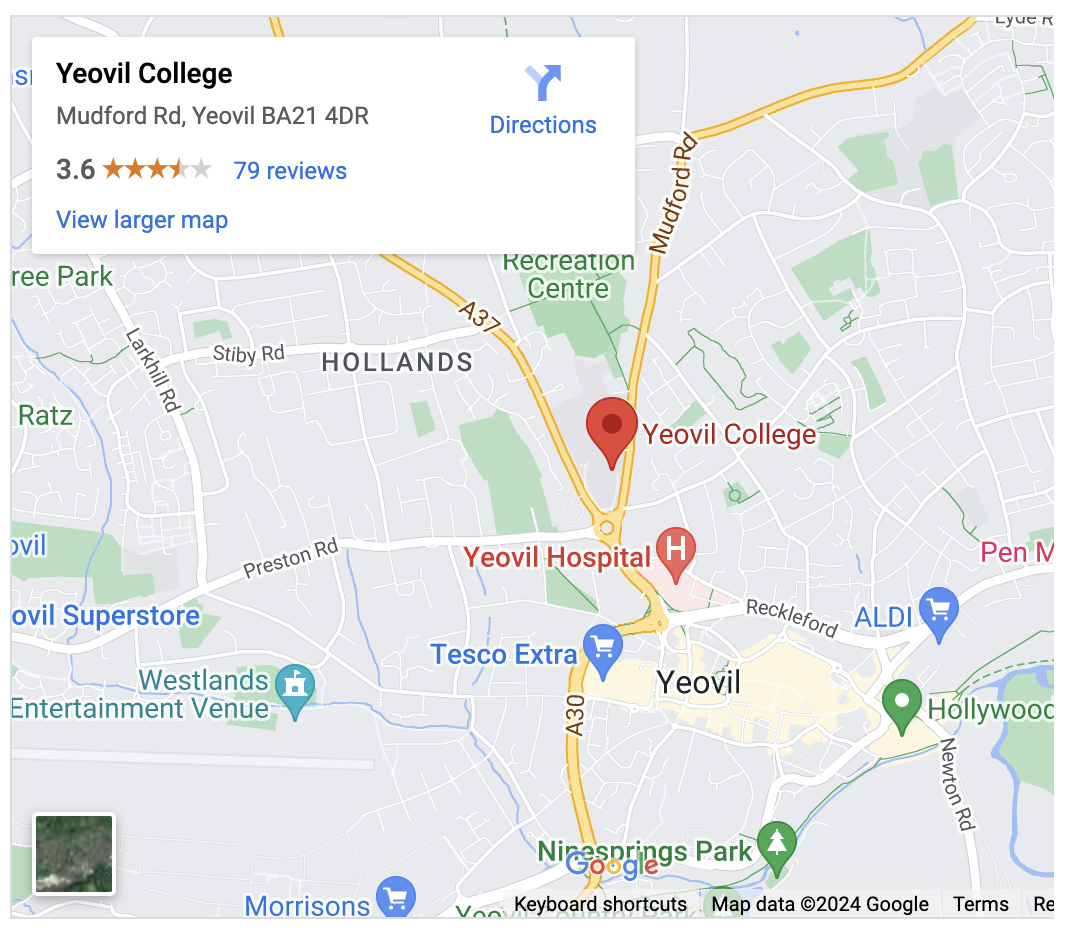 Lyde R
Yeovil College
Mudford Rd, Yeovil BA21 4DR
Directions
3.6
79 reviews
View larger map
Mudford Rd
Recreation
Centre
ree Park
A37
Larkhill Rd
Stiby Rd
HOLLANDS
Ratz
Yeovil College
ovil
Preston Rd
Yeovil Hospital
H
Pen M
ovil Superstore
Reckleford
ALDI
Tesco Extra
Yeovil
Westlands
Entertainment Venue
A30
Hollywood
Newton Rd
Ninesprings Park
Google
Morrisons
Yeovil Country Park
Keyboard shortcuts
Map data ©2024 Google
Terms
Re